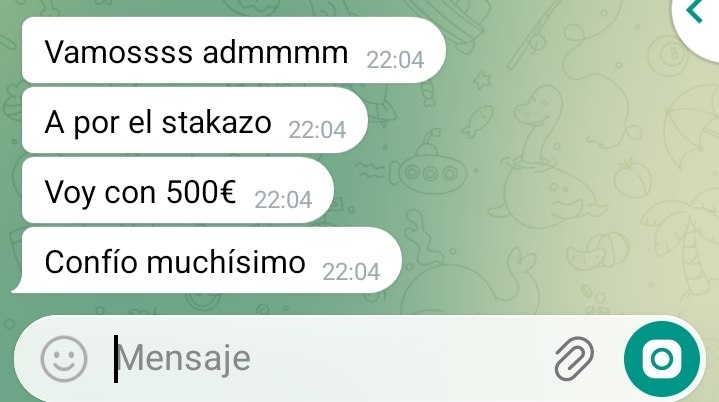 Vamossss admmmm 22:04
A por el stakazo 22:04
Voy con 500€ 22:04
Confío muchísimo 22:04
Mensaje